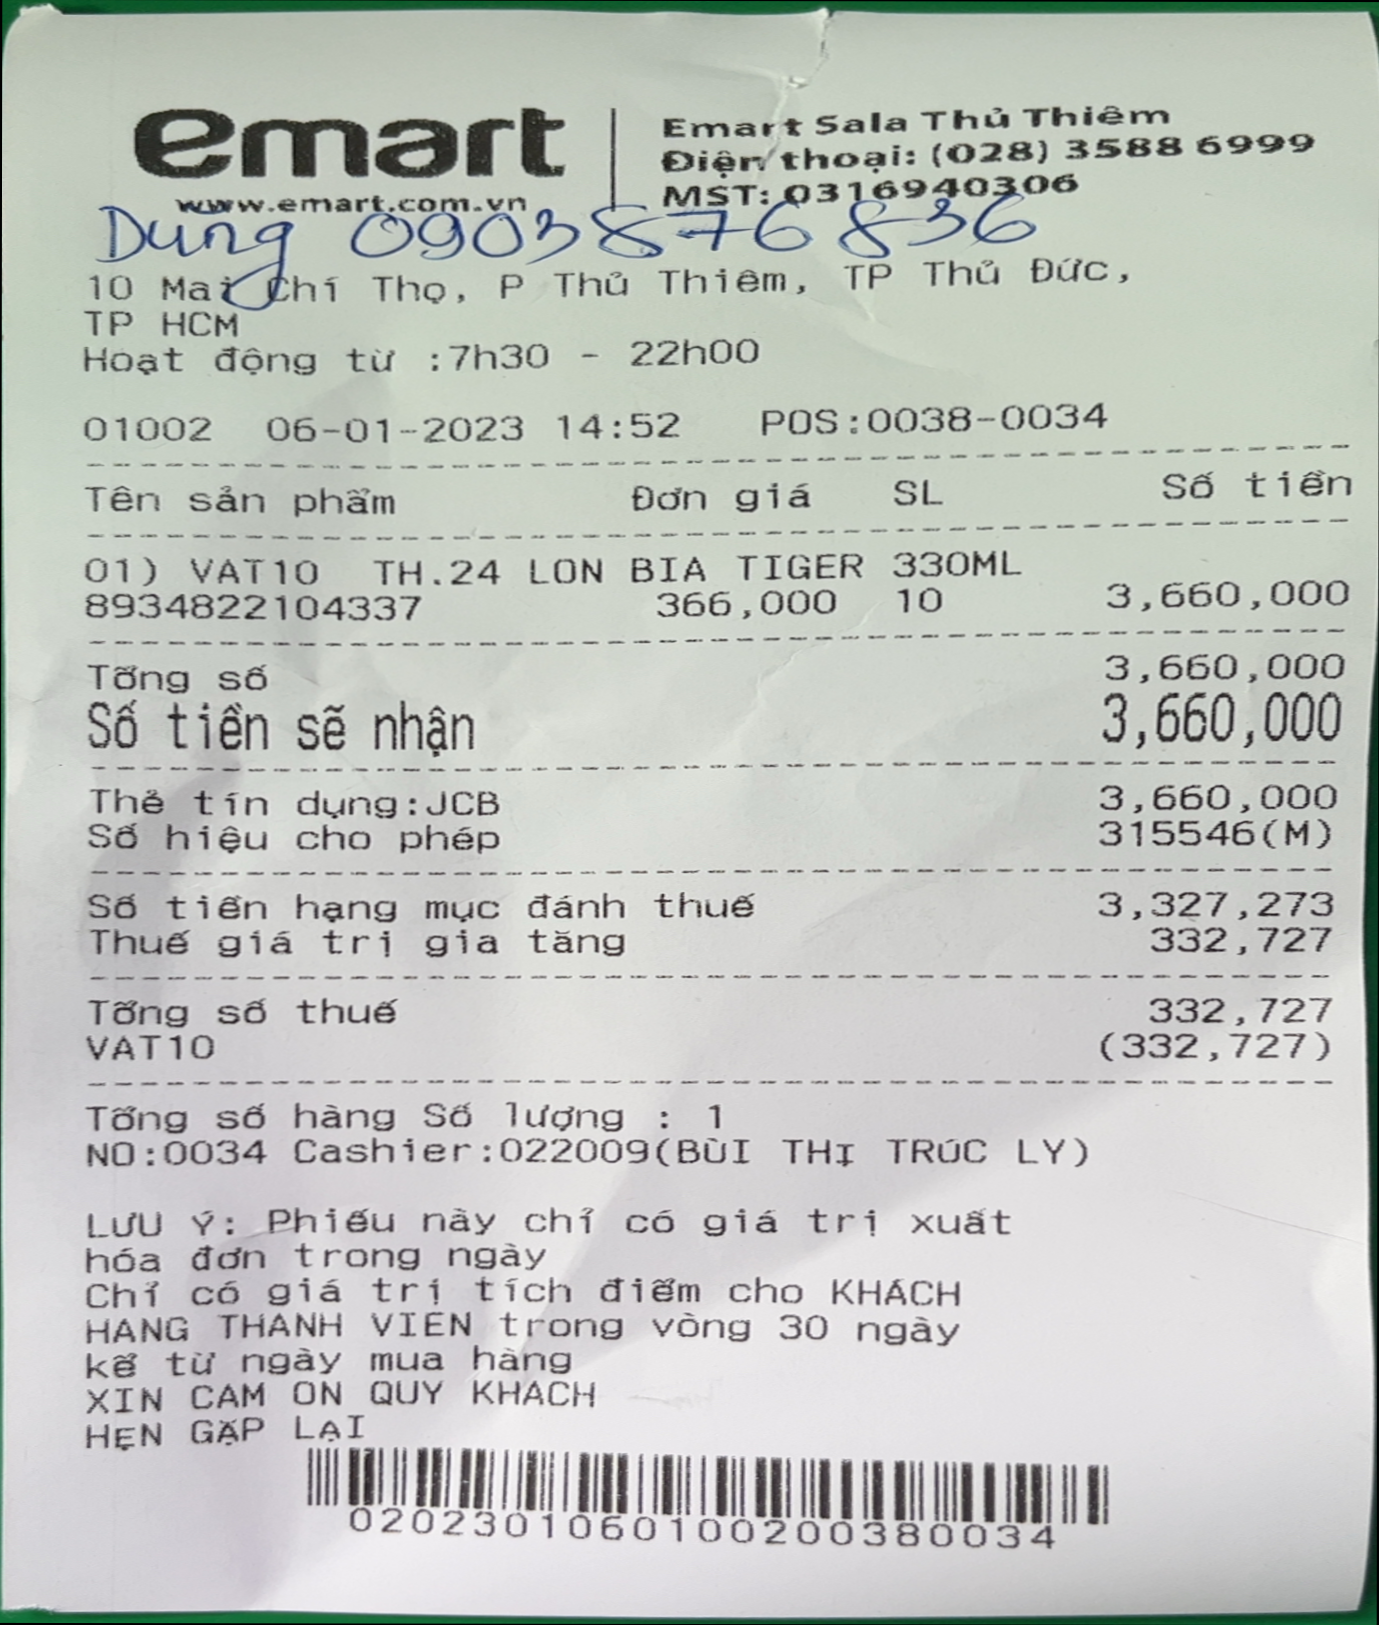 emart
www.emart.com.vn
Emart Sala Thủ Thiêm
Điện thoại: (028) 3588 6999
MST: 0316940306
Dung 0903876836
10 Mai Chí Thọ, P Thủ Thiêm, TP Thủ Đức,
TP HCM
Hoạt động từ :7h30 - 22h00
01002 06-01-2023 14:52 POS:0038-0034
Tên sản phẩm Đơn giá SL Số tiền
01) VAT10 TH.24 LON BIA TIGER 330ML
8934822104337 366,000 10 3,660,000
Tổng số 3,660,000
Số tiền sẽ nhận 3,660,000
Thẻ tín dụng:JCB 3,660,000
Số hiệu cho phép 315546(M)
Số tiền hạng mục đánh thuế 3,327,273
Thuế giá trị gia tăng 332,727
Tổng số thuế 332,727
VAT10 (332,727)
Tổng số hàng Số lượng : 1
NO:0034 Cashier:022009(BÙI THỊ TRÚC LY)
LƯU Ý: Phiếu này chỉ có giá trị xuất
hóa đơn trong ngày
Chỉ có giá trị tích điểm cho KHÁCH
HANG THANH VIEN trong vòng 30 ngày
kể từ ngày mua hàng
XIN CAM ON QUY KHACH
HẸN GẶP LẠI
0202301060100200380034